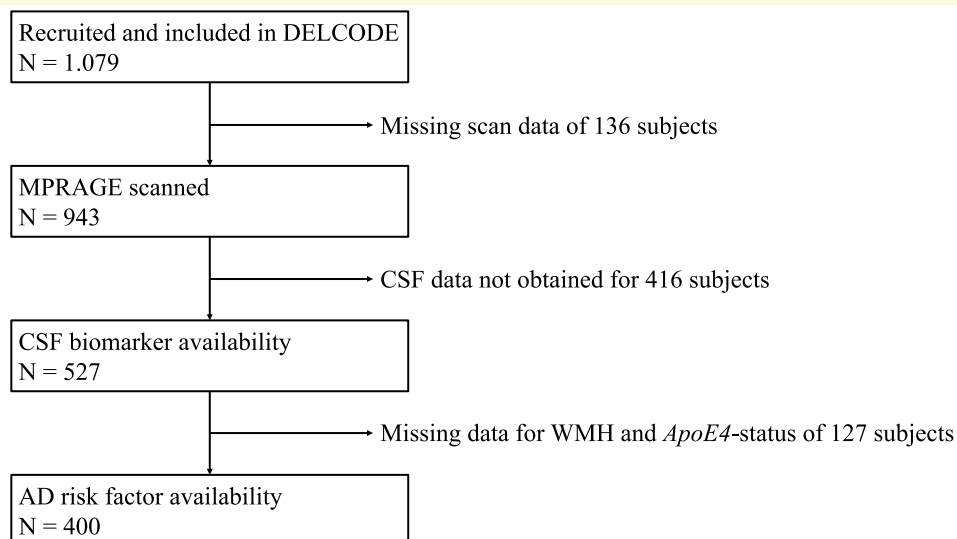 Recruited and included in DELCODE
N = 1.079
Missing scan data of 136 subjects
MPRAGE scanned
N = 943
CSF data not obtained for 416 subjects
CSF biomarker availability
N = 527
Missing data for WMH and ApoE4-status of 127 subjects
AD risk factor availability
N = 400